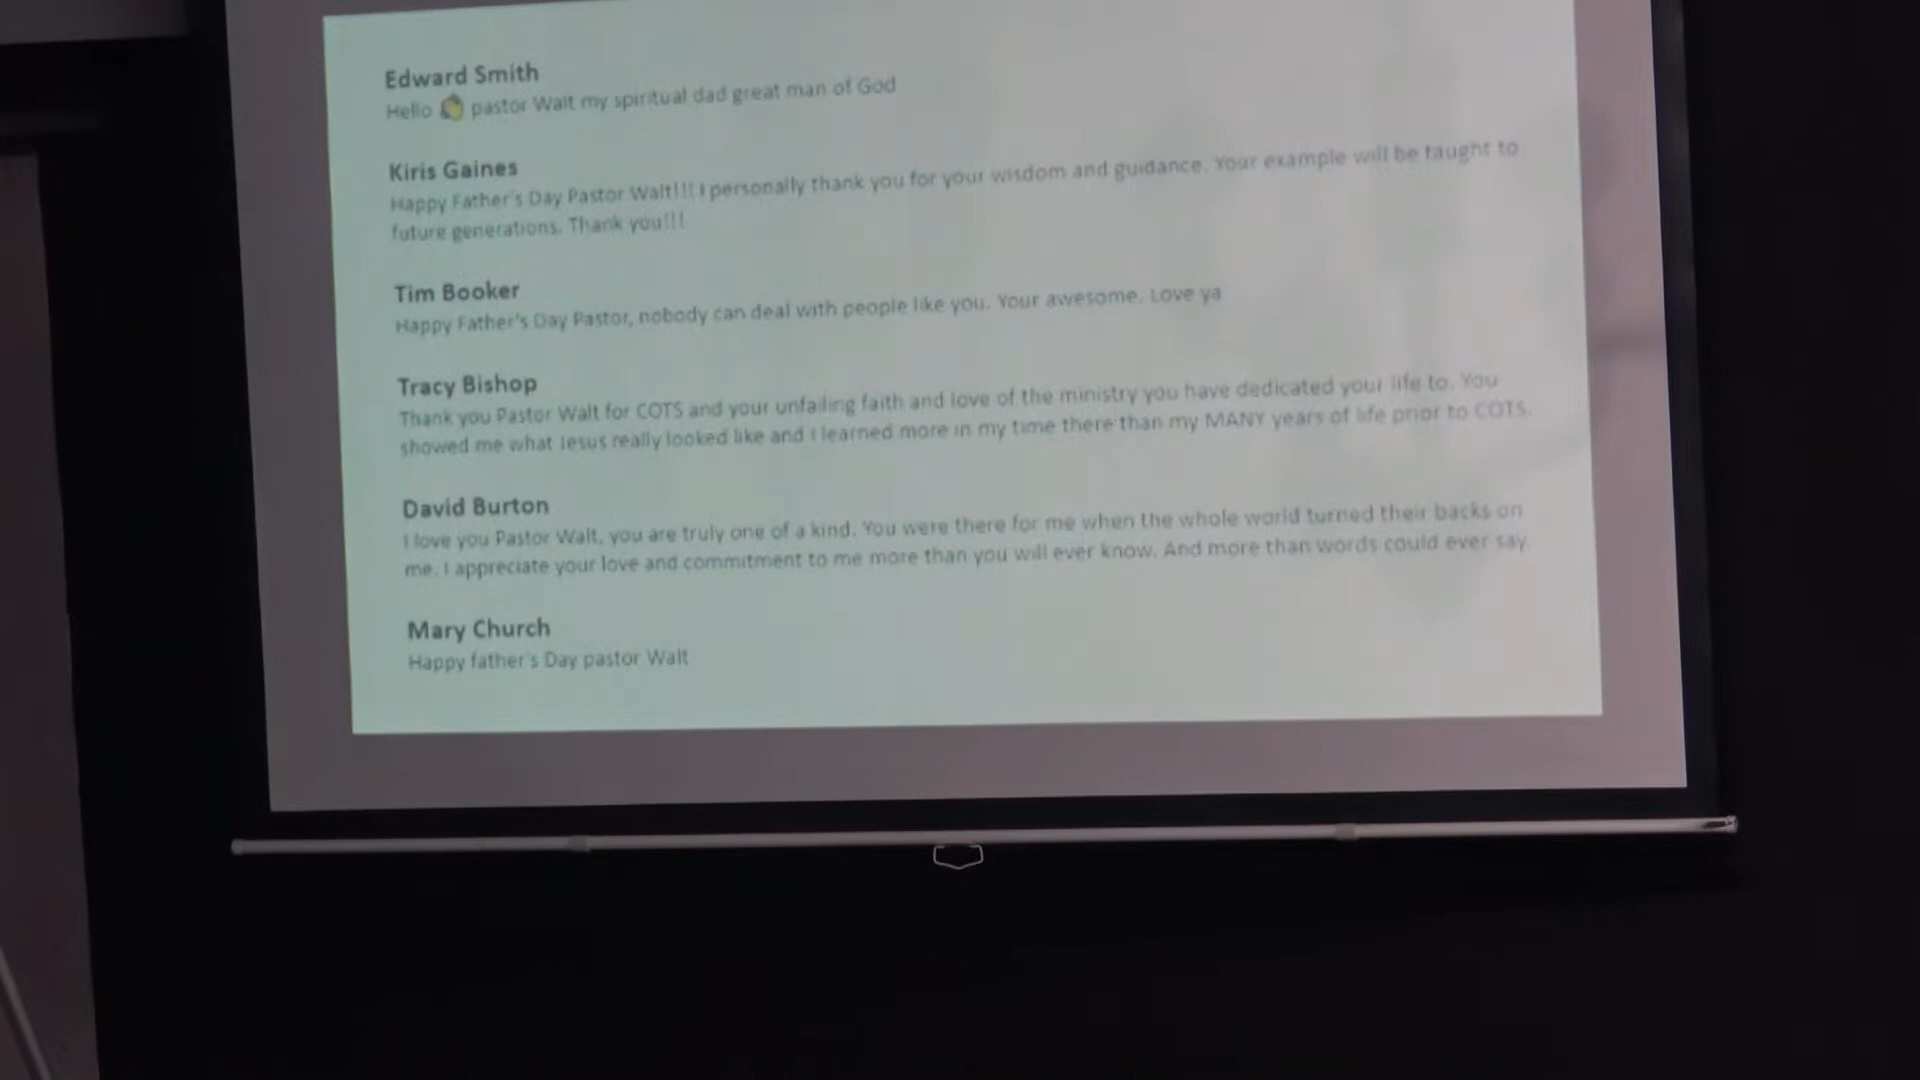 Edward Smith
Hello 👋 pastor Walt my spiritual dad great man of God
Kiris Gaines
Happy Father's Day Pastor Walt!!! I personally thank you for your wisdom and guidance. Your example will be taught to
future generations. Thank you!!!
Tim Booker
Happy Father's Day Pastor, nobody can deal with people like you. Your awesome. Love ya
Tracy Bishop
Thank you Pastor Walt for COTS and your unfailing faith and love of the ministry you have dedicated your life to. You
showed me what Jesus really looked like and I learned more in my time there than my MANY years of life prior to COTS.
David Burton
I love you Pastor Walt, you are truly one of a kind. You were there for me when the whole world turned their backs on
me. I appreciate your love and commitment to me more than you will ever know. And more than words could ever say.
Mary Church
Happy father's Day pastor Walt